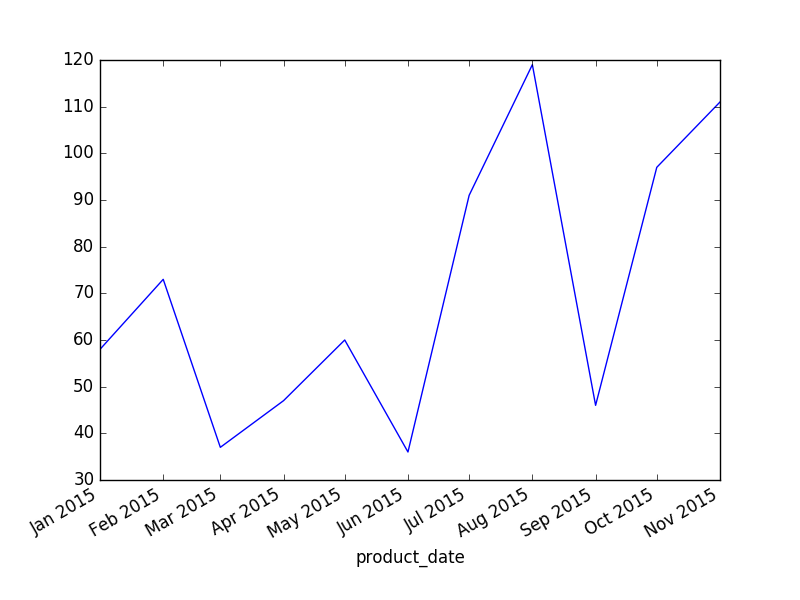 120
110
100
90
80
70
60
50
40
30
Jan 2015
Feb 2015
Mar 2015
Apr 2015
May 2015
Jun 2015
Jul 2015
Aug 2015
Sep 2015
Oct 2015
Nov 2015
product_date